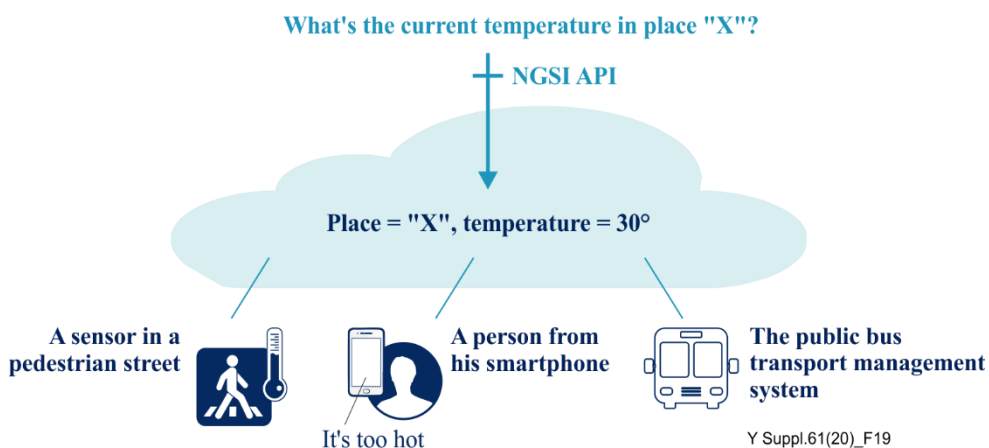 What's the current temperature in place "X"?
NGSI API
Place = "X", temperature = 30°
A sensor in a
pedestrian street
A person from
his smartphone
The public bus
transport management
system
It's too hot
Y Suppl.61(20)_F19